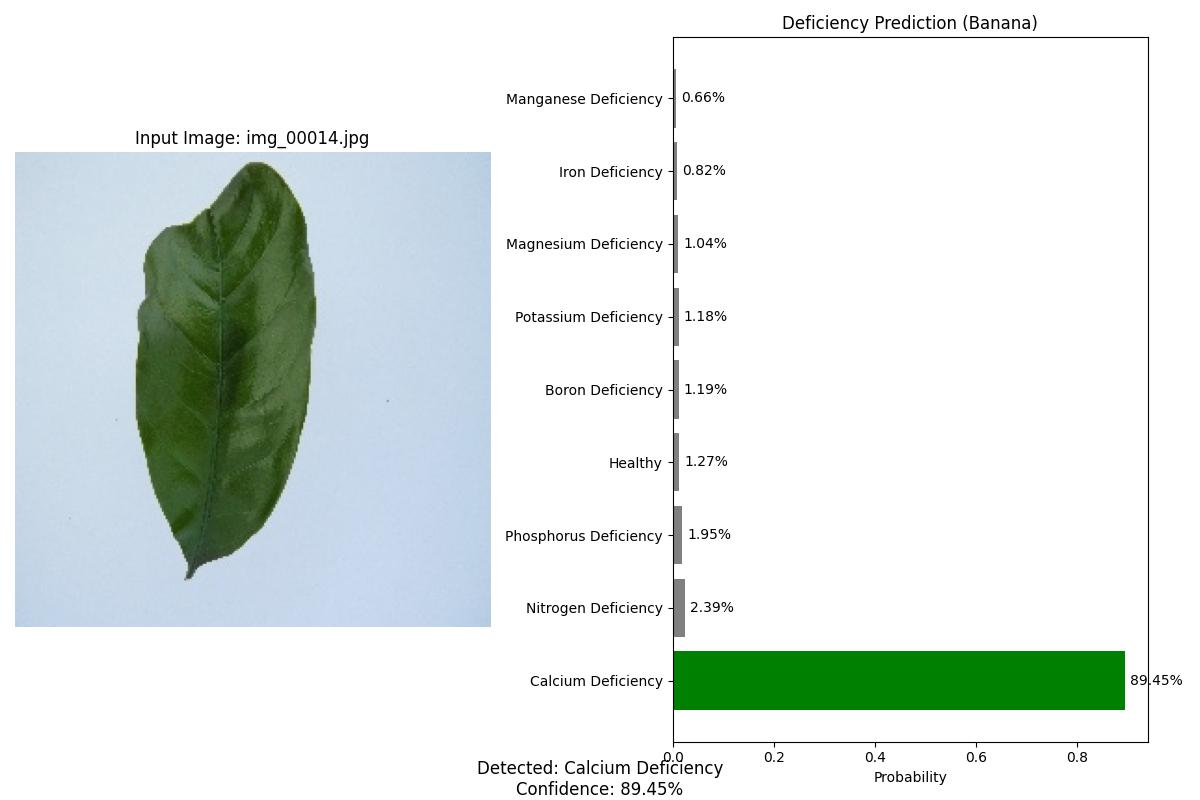 Deficiency Prediction (Banana)
Input Image: img_00014.jpg
Manganese Deficiency 0.66%
Iron Deficiency 0.82%
Magnesium Deficiency 1.04%
Potassium Deficiency 1.18%
Boron Deficiency 1.19%
Healthy 1.27%
Phosphorus Deficiency 1.95%
Nitrogen Deficiency 2.39%
Calcium Deficiency 89.45%
0.0 0.2 0.4 0.6 0.8
Probability
Detected: Calcium Deficiency
Confidence: 89.45%